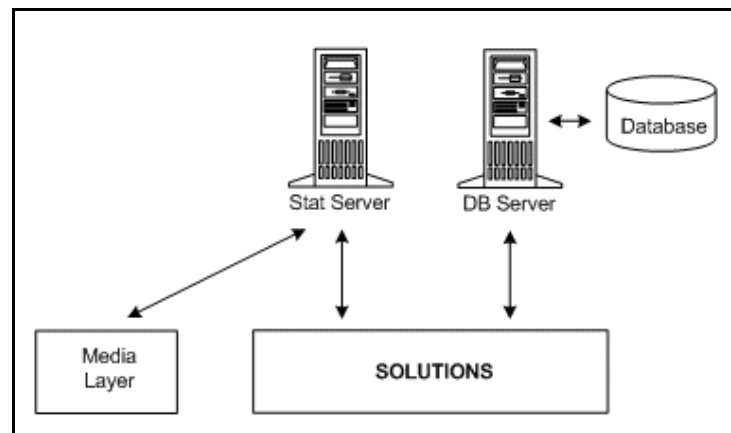 Database
Stat Server
DB Server
Media
Layer
SOLUTIONS